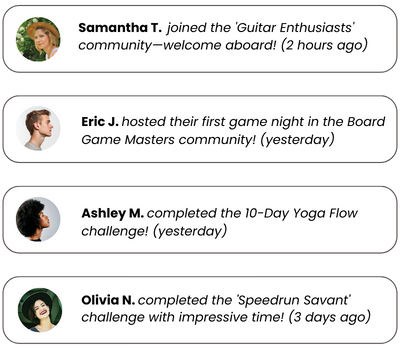 Samantha T. joined the 'Guitar Enthusiasts'
community—welcome aboard! (2 hours ago)
Eric J. hosted their first game night in the Board
Game Masters community! (yesterday)
Ashley M. completed the 10-Day Yoga Flow
challenge! (yesterday)
Olivia N. completed the 'Speedrun Savant'
challenge with impressive time! (3 days ago)